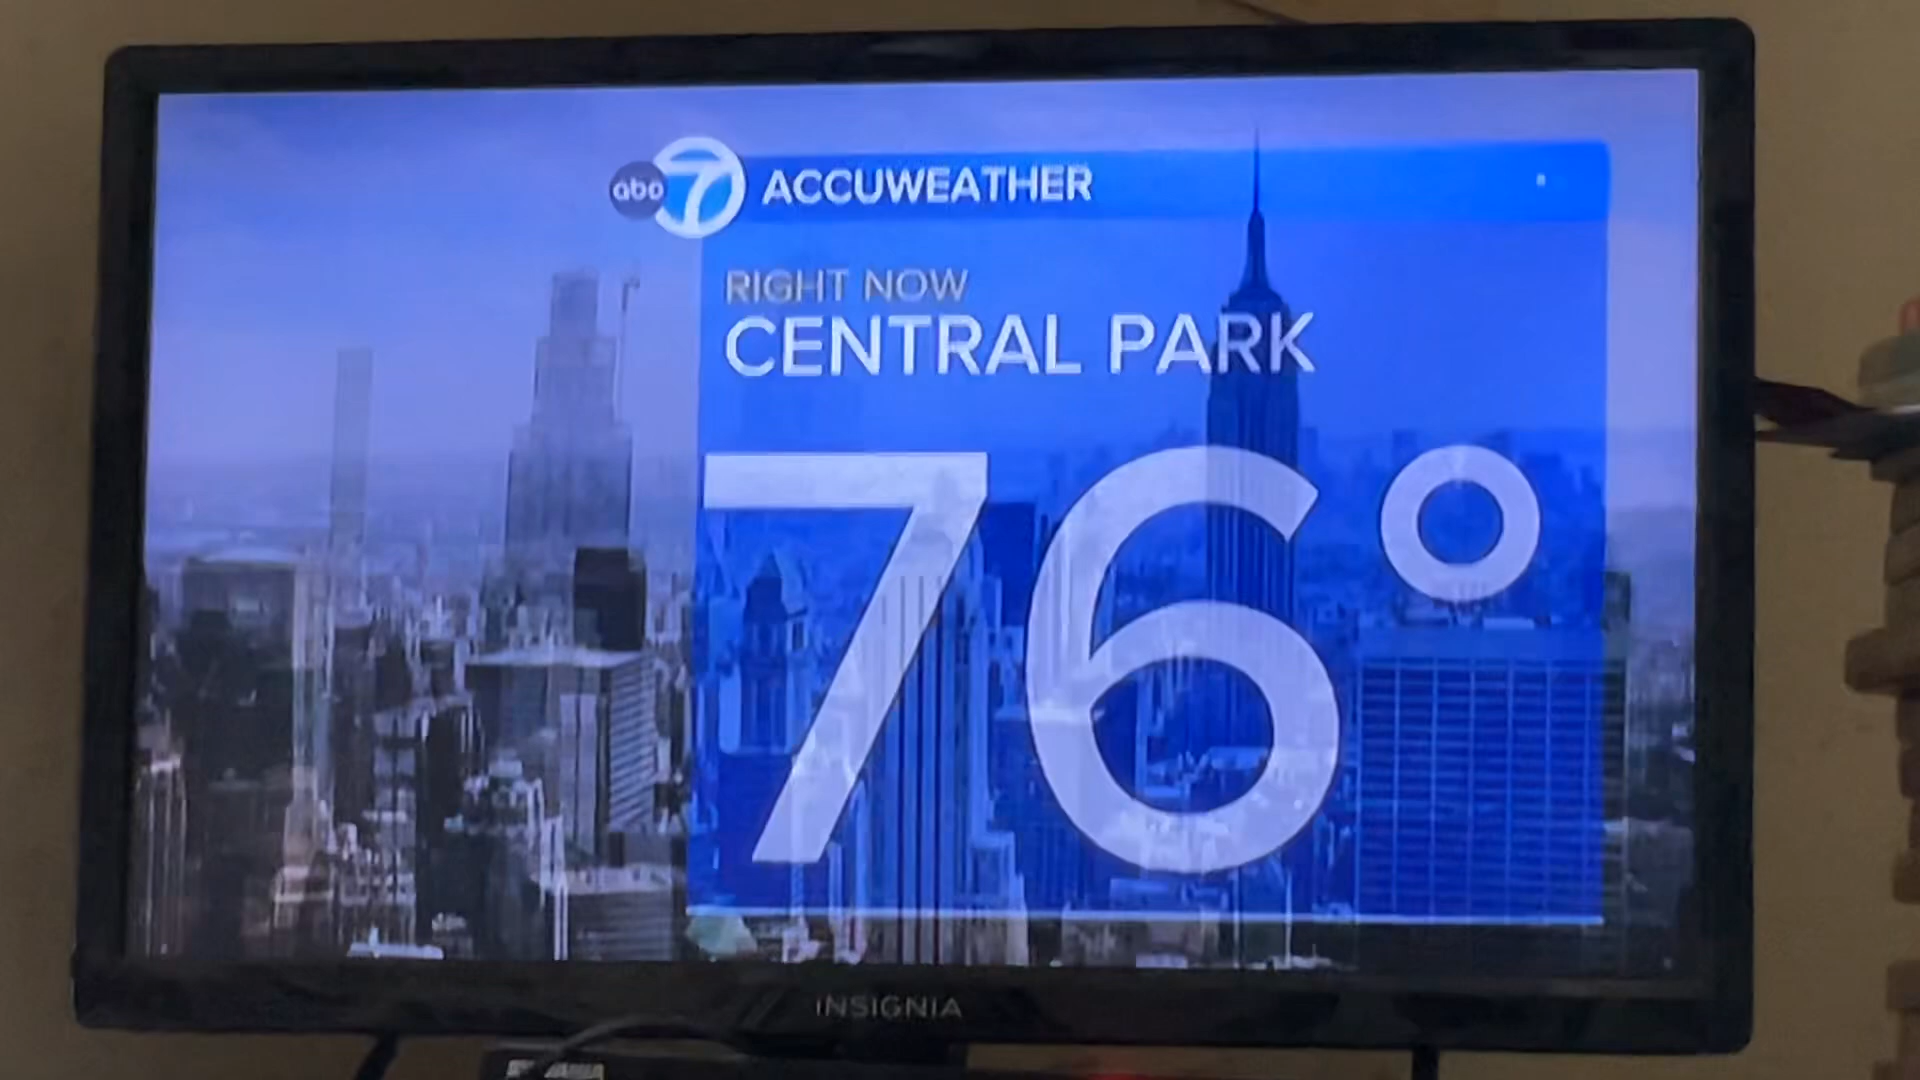 abc 7 ACCUWEATHER
RIGHT NOW
CENTRAL PARK
76°
INSIGNIA